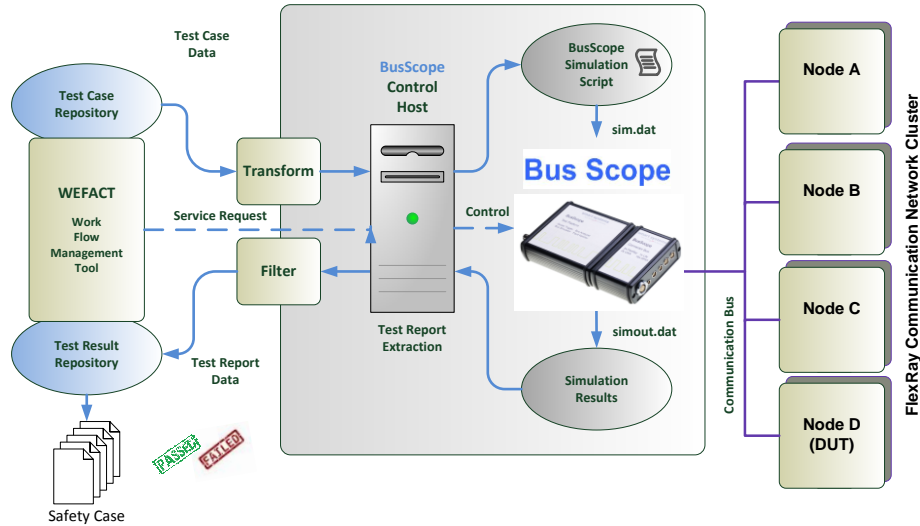 Test Case
Data
Test Case
Repository
WEFACT
Work
Flow
Management
Tool
Service Request
Transform
Filter
Test Result
Repository
Test Report
Data
PASSED
FAILED
Safety Case
BusScope
Control
Host
Test Report
Extraction
BusScope
Simulation
Script
sim.dat
Bus Scope
Control
BusScope
simout.dat
Simulation
Results
Communication Bus
Node A
Node B
Node C
Node D
(DUT)
FlexRay Communication Network Cluster